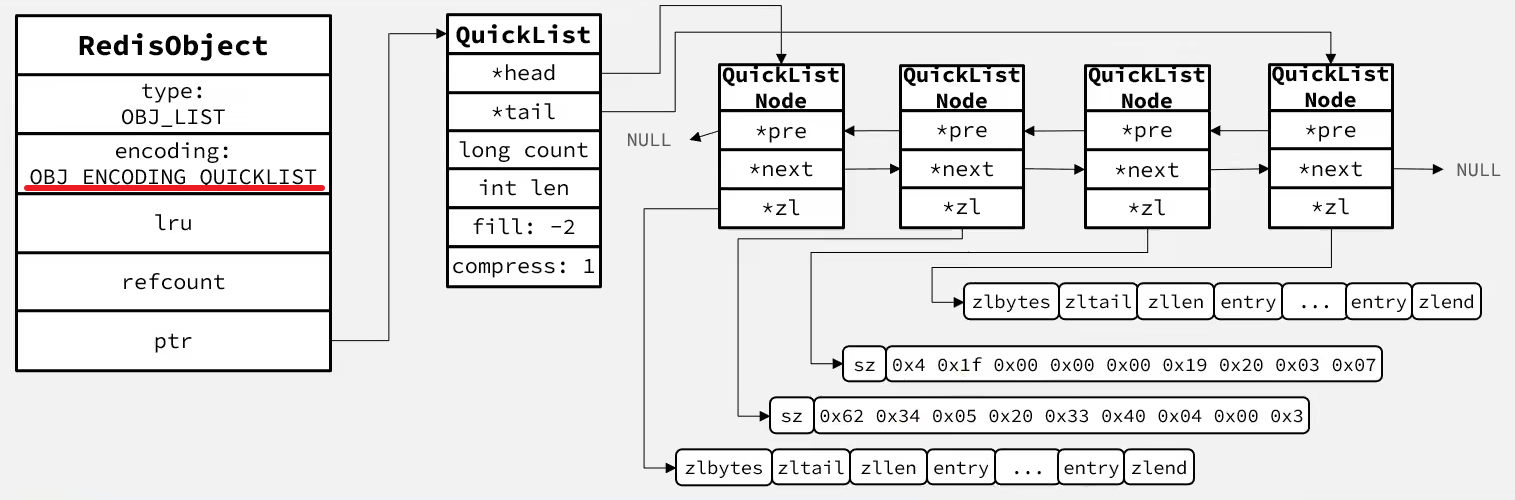 RedisObject
type:
OBJ_LIST
encoding:
OBJ_ENCODING_QUICKLIST
lru
refcount
ptr
QuickList
*head
*tail
long count
int len
fill: -2
compress: 1
NULL
QuickList
Node
*pre
*next
*zl
QuickList
Node
*pre
*next
*zl
QuickList
Node
*pre
*next
*zl
QuickList
Node
*pre
*next
*zl
NULL
zlbytes zltail zllen entry ... entry zlend
sz 0x4 0x1f 0x00 0x00 0x00 0x19 0x20 0x03 0x07
sz 0x62 0x34 0x05 0x20 0x33 0x40 0x04 0x00 0x3
zlbytes zltail zllen entry ... entry zlend